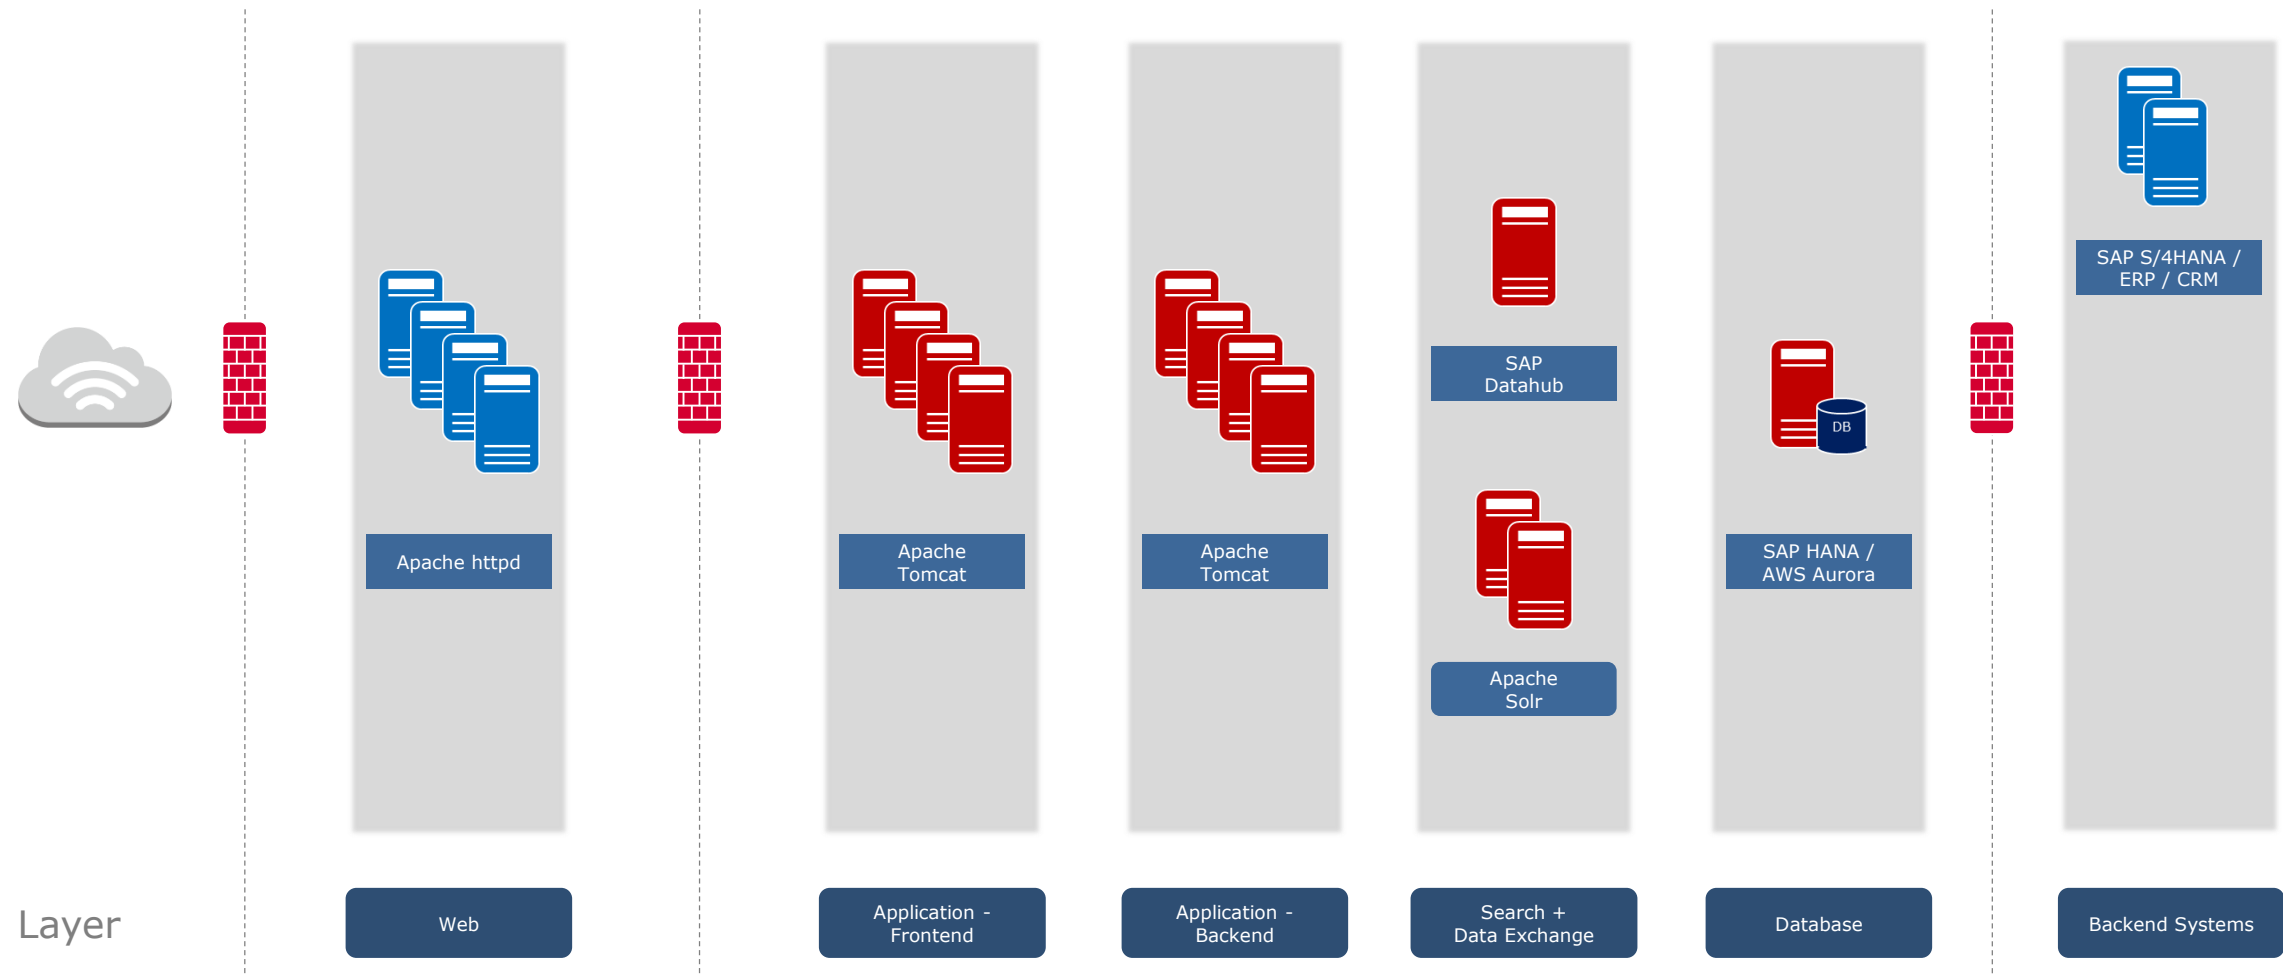 SAP S/4HANA /
ERP / CRM
SAP
Datahub
DB
Apache httpd
Apache
Tomcat
Apache
Tomcat
SAP HANA /
AWS Aurora
Apache
Solr
Layer
Web
Application -
Frontend
Application -
Backend
Search +
Data Exchange
Database
Backend Systems